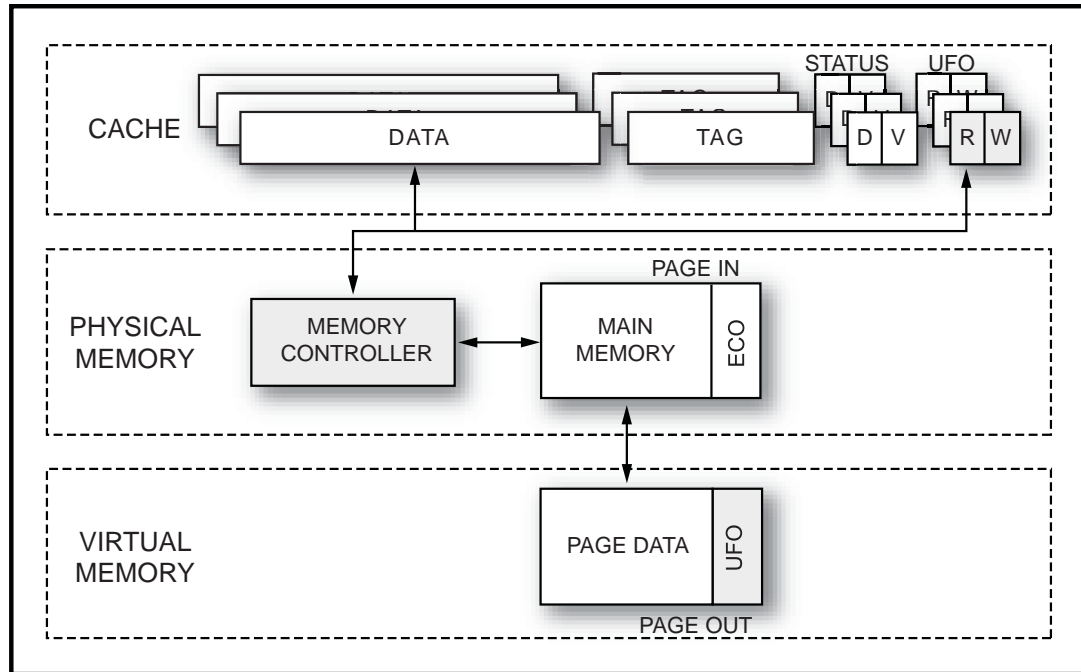 STATUS UFO
CACHE
DATA
TAG
D V
R W
PAGE IN
PHYSICAL
MEMORY
MEMORY
CONTROLLER
MAIN
MEMORY
ECO
VIRTUAL
MEMORY
PAGE DATA
UFO
PAGE OUT